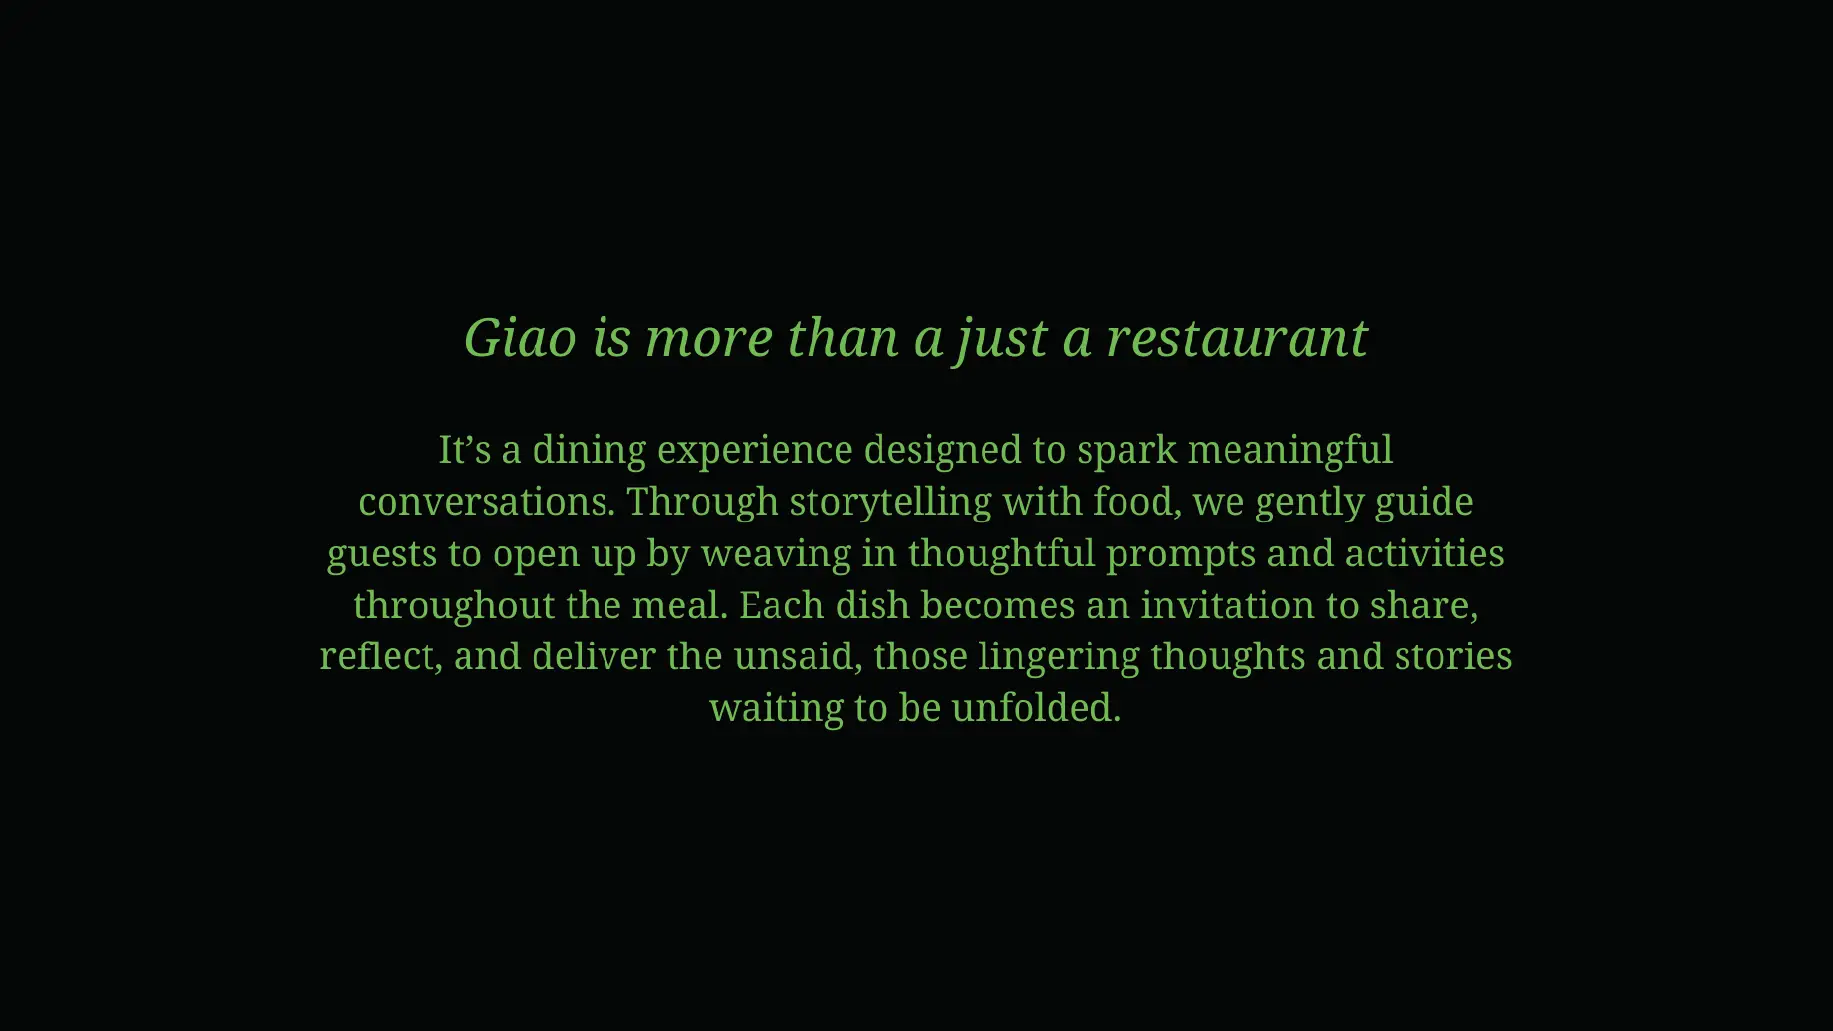 Giao is more than a just a restaurant
It’s a dining experience designed to spark meaningful
conversations. Through storytelling with food, we gently guide
guests to open up by weaving in thoughtful prompts and activities
throughout the meal. Each dish becomes an invitation to share,
reflect, and deliver the unsaid, those lingering thoughts and stories
waiting to be unfolded.